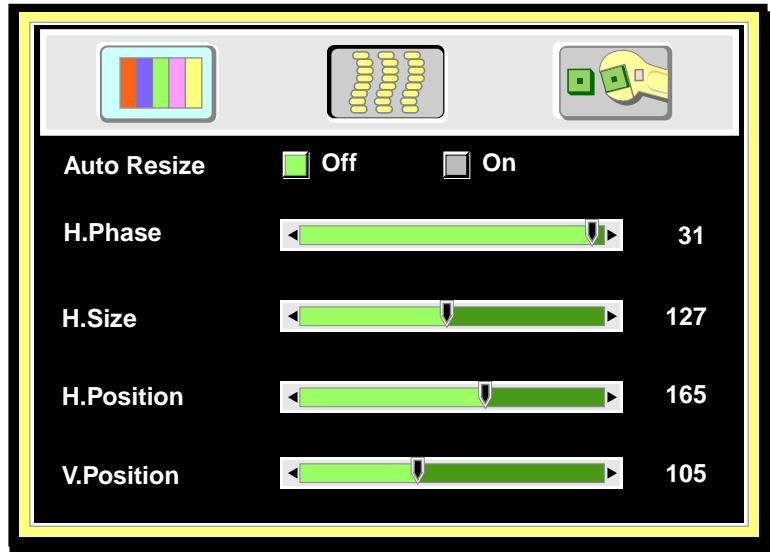 Auto Resize Off On
H.Phase 31
H.Size 127
H.Position 165
V.Position 105